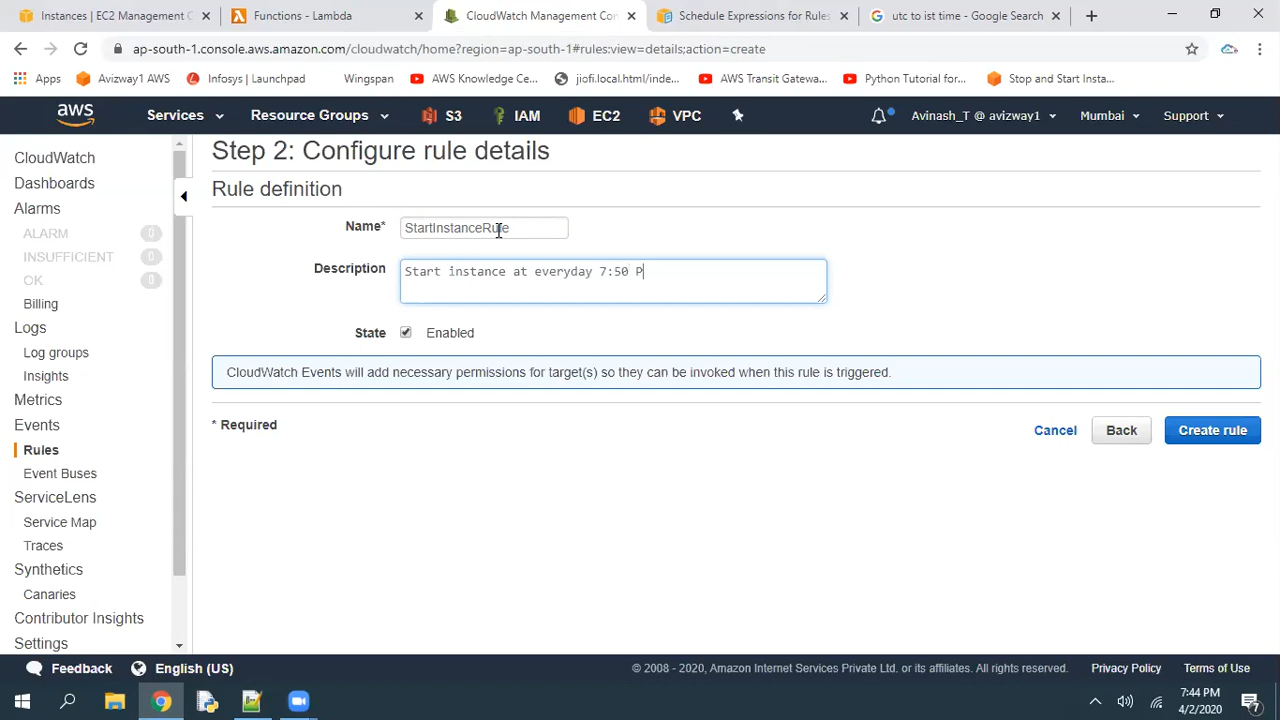 Instances | EC2 Management C
Functions - Lambda
CloudWatch Management Con
Schedule Expressions for Rules
utc to ist time - Google Search
ap-south-1.console.aws.amazon.com/cloudwatch/home?region=ap-south-1#rules:view=details;action=create
Apps
Avizway1 AWS
Infosys | Launchpad
Wingspan
AWS Knowledge Ce...
jiofi.local.html/inde...
AWS Transit Gatewa...
Python Tutorial for...
Stop and Start Insta...
aws
Services
Resource Groups
S3
IAM
EC2
VPC
Avinash_T @ avizway1
Mumbai
Support
CloudWatch
Dashboards
Alarms
ALARM 0
INSUFFICIENT 0
OK 0
Billing
Logs
Log groups
Insights
Metrics
Events
Rules
Event Buses
ServiceLens
Service Map
Traces
Synthetics
Canaries
Contributor Insights
Settings
Step 2: Configure rule details
Rule definition
Name* StartInstanceRule
Description Start instance at everyday 7:50 P
State Enabled
CloudWatch Events will add necessary permissions for target(s) so they can be invoked when this rule is triggered.
* Required
Cancel
Back
Create rule
Feedback
English (US)
© 2008 - 2020, Amazon Internet Services Private Ltd. or its affiliates. All rights reserved.
Privacy Policy
Terms of Use
7:44 PM
4/2/2020
7